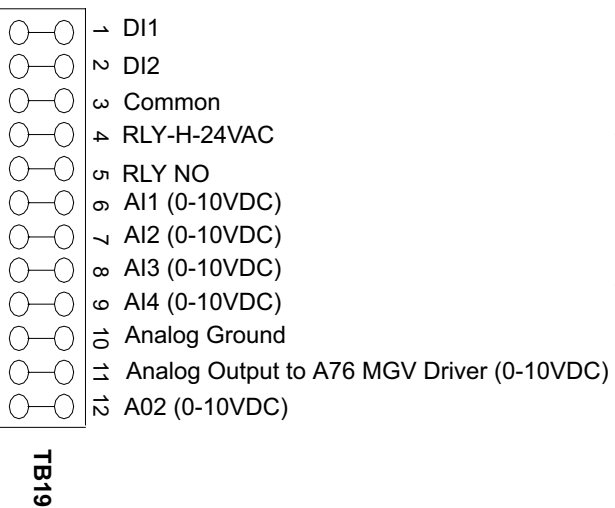 1 DI1
2 DI2
3 Common
4 RLY-H-24VAC
5 RLY NO
6 AI1 (0-10VDC)
7 AI2 (0-10VDC)
8 AI3 (0-10VDC)
9 AI4 (0-10VDC)
10 Analog Ground
11 Analog Output to A76 MGV Driver (0-10VDC)
12 A02 (0-10VDC)
TB19